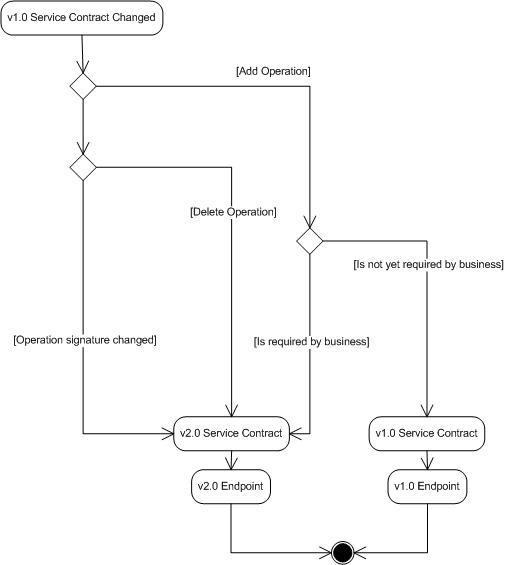 v1.0 Service Contract Changed
[Add Operation]
[Delete Operation]
[Is not yet required by business]
[Operation signature changed]
[Is required by business]
v2.0 Service Contract
v1.0 Service Contract
v2.0 Endpoint
v1.0 Endpoint